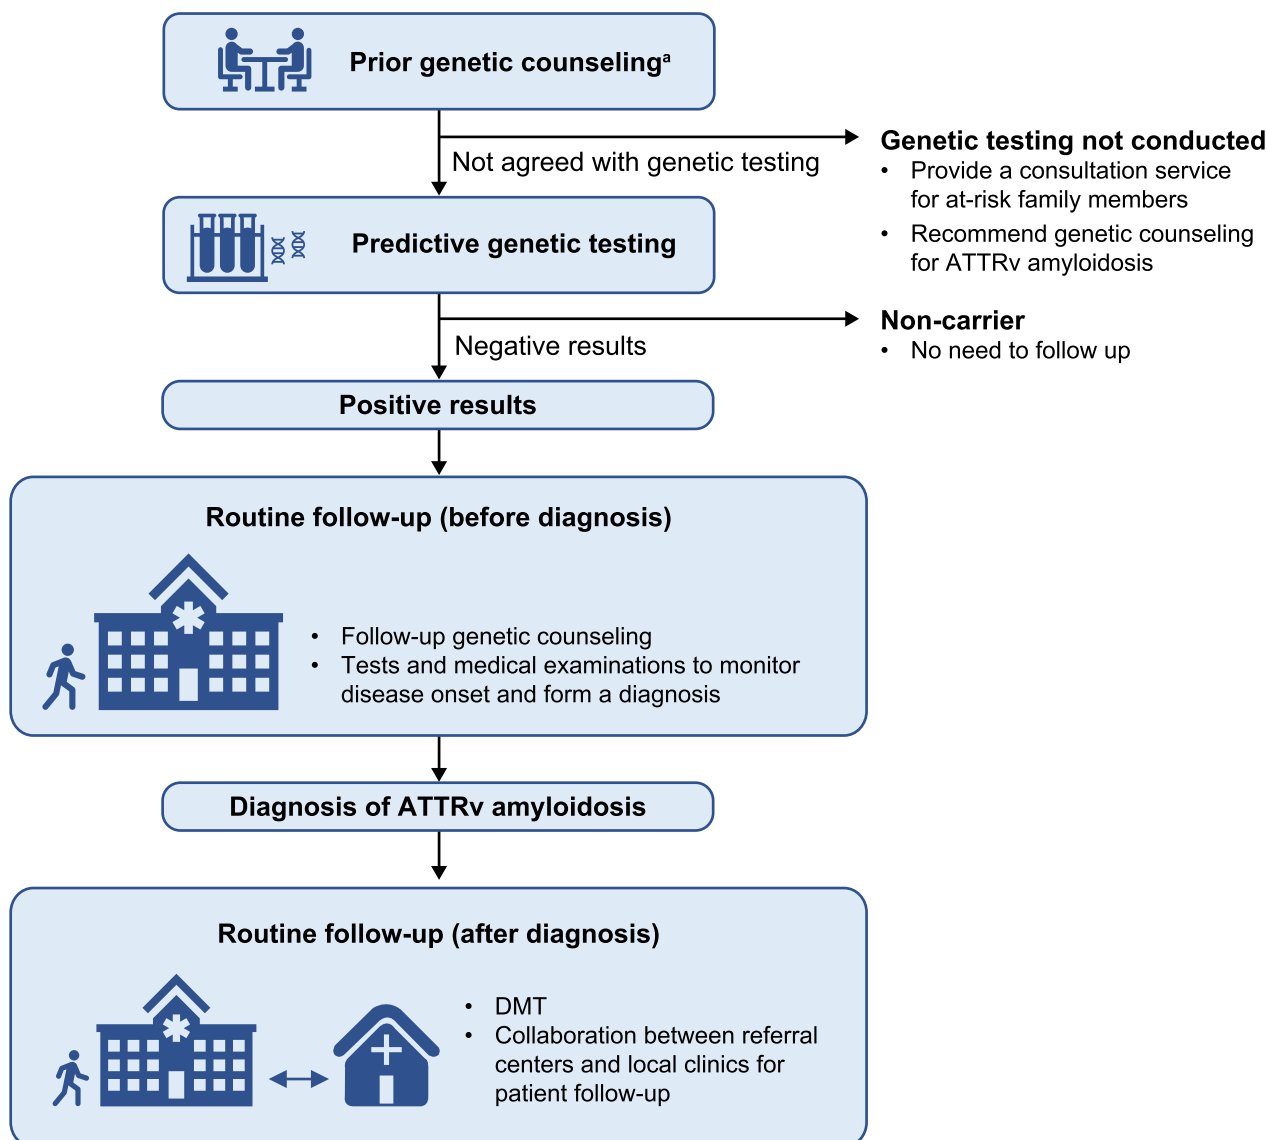 Prior genetic counselingᵃ
Not agreed with genetic testing
Genetic testing not conducted
• Provide a consultation service
for at-risk family members
• Recommend genetic counseling
for ATTRv amyloidosis
Predictive genetic testing
Negative results
Non-carrier
• No need to follow up
Positive results
Routine follow-up (before diagnosis)
• Follow-up genetic counseling
• Tests and medical examinations to monitor
disease onset and form a diagnosis
Diagnosis of ATTRv amyloidosis
Routine follow-up (after diagnosis)
• DMT
• Collaboration between referral
centers and local clinics for
patient follow-up